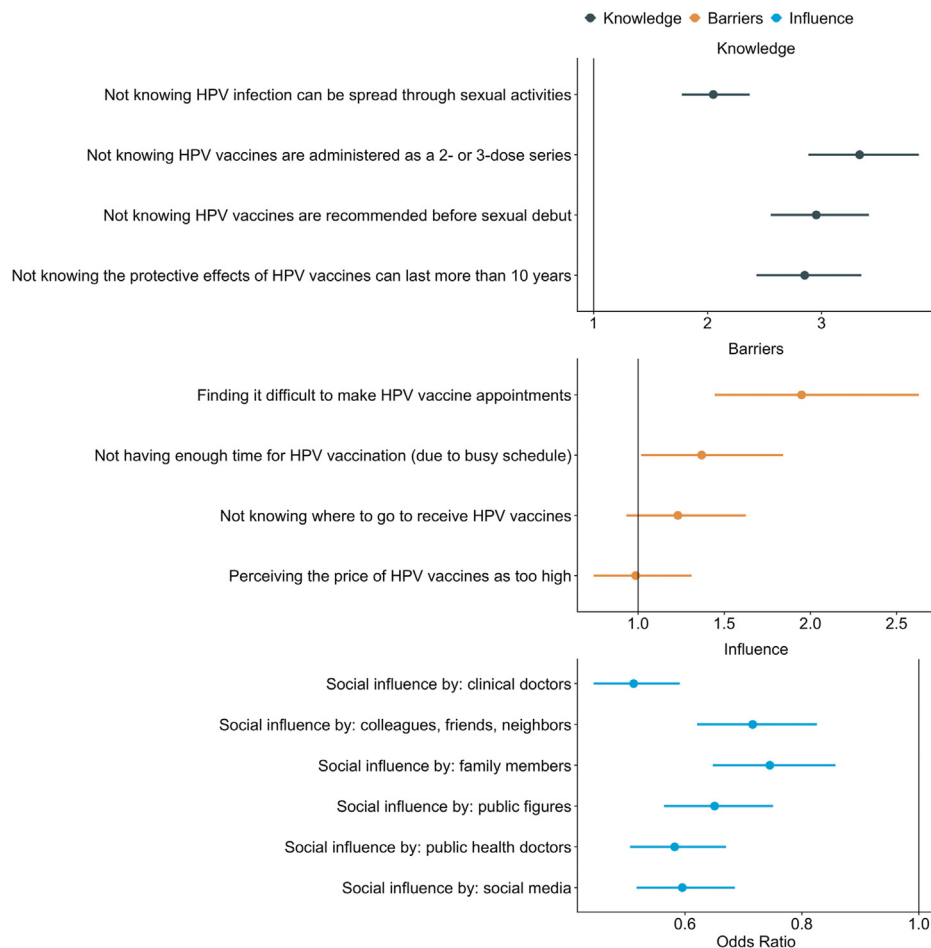 Knowledge Barriers Influence
Knowledge
Not knowing HPV infection can be spread through sexual activities
Not knowing HPV vaccines are administered as a 2- or 3-dose series
Not knowing HPV vaccines are recommended before sexual debut
Not knowing the protective effects of HPV vaccines can last more than 10 years
1 2 3
Barriers
Finding it difficult to make HPV vaccine appointments
Not having enough time for HPV vaccination (due to busy schedule)
Not knowing where to go to receive HPV vaccines
Perceiving the price of HPV vaccines as too high
1.0 1.5 2.0 2.5
Influence
Social influence by: clinical doctors
Social influence by: colleagues, friends, neighbors
Social influence by: family members
Social influence by: public figures
Social influence by: public health doctors
Social influence by: social media
0.6 0.8 1.0
Odds Ratio